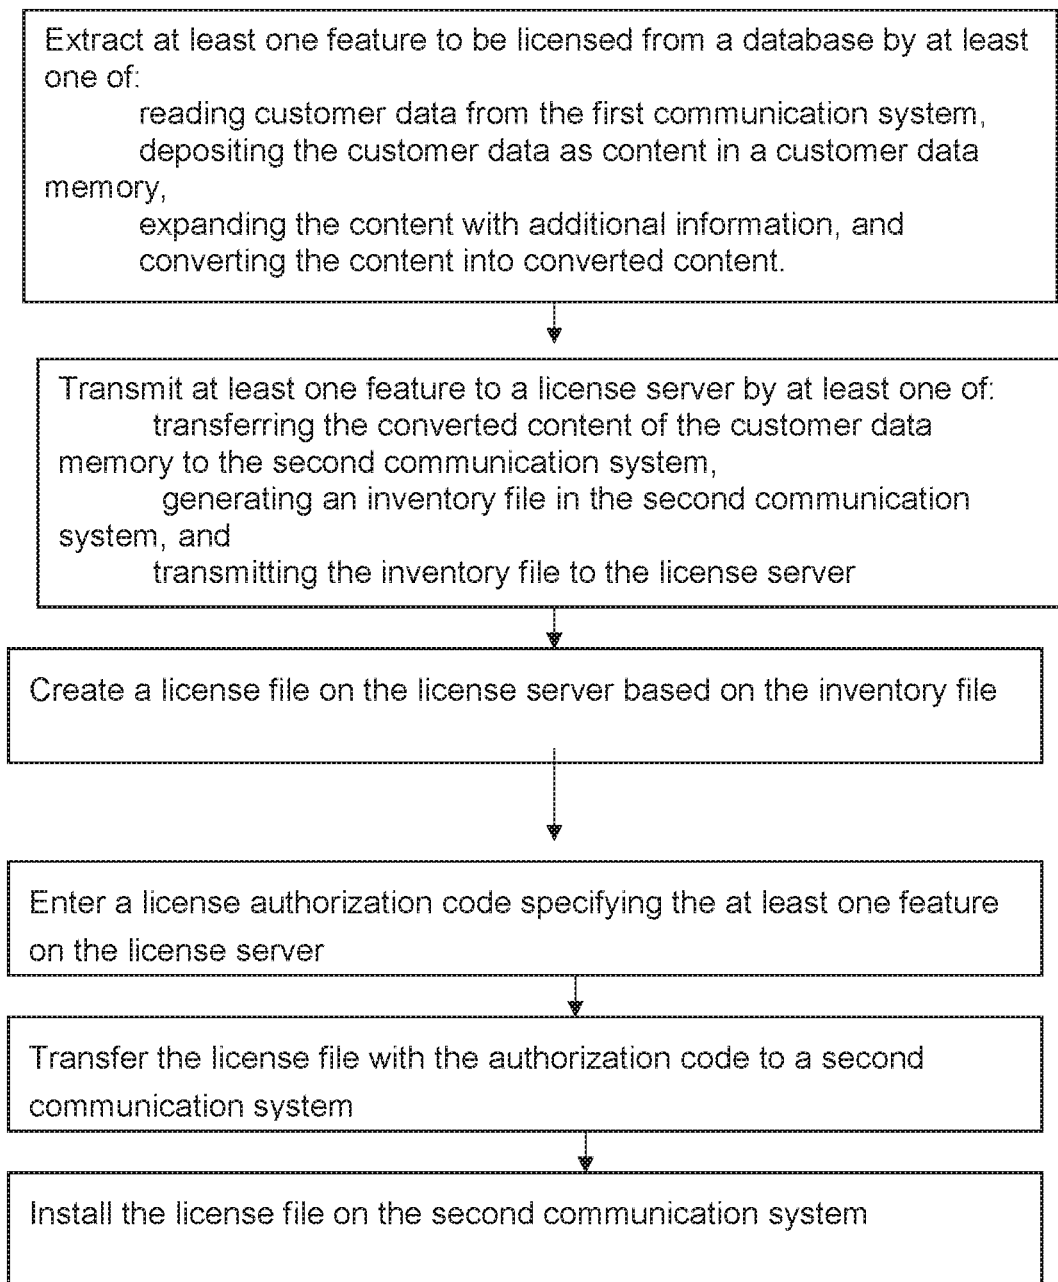 Extract at least one feature to be licensed from a database by at least
one of:
reading customer data from the first communication system,
depositing the customer data as content in a customer data
memory,
expanding the content with additional information, and
converting the content into converted content.
Transmit at least one feature to a license server by at least one of:
transferring the converted content of the customer data
memory to the second communication system,
generating an inventory file in the second communication
system, and
transmitting the inventory file to the license server
Create a license file on the license server based on the inventory file
Enter a license authorization code specifying the at least one feature
on the license server
Transfer the license file with the authorization code to a second
communication system
Install the license file on the second communication system